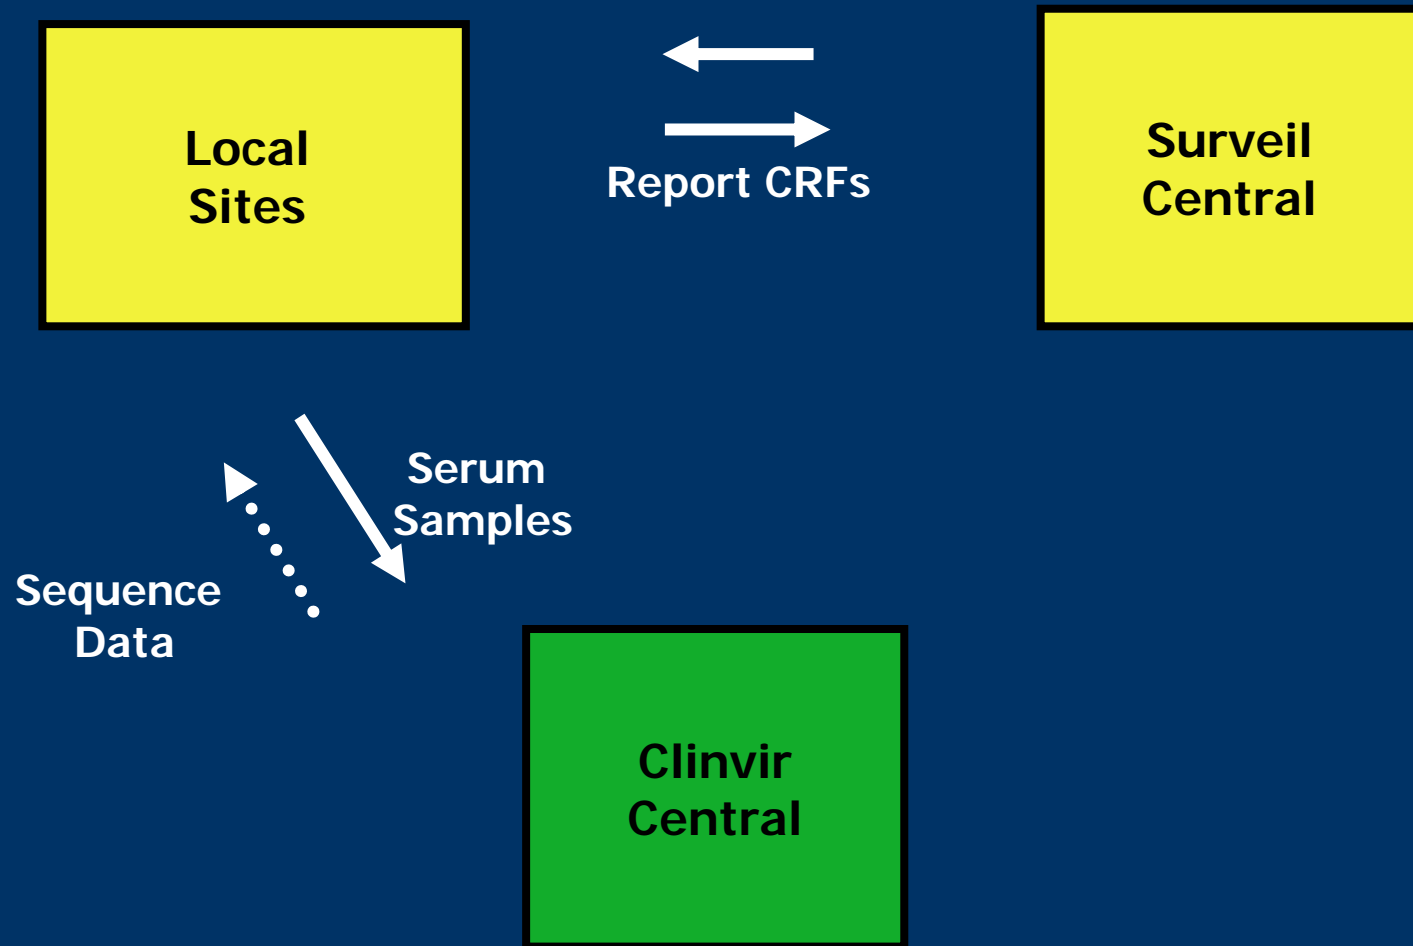 Local
Sites
Report CRFs
Surveil
Central
Serum
Samples
Sequence
Data
Clinvir
Central